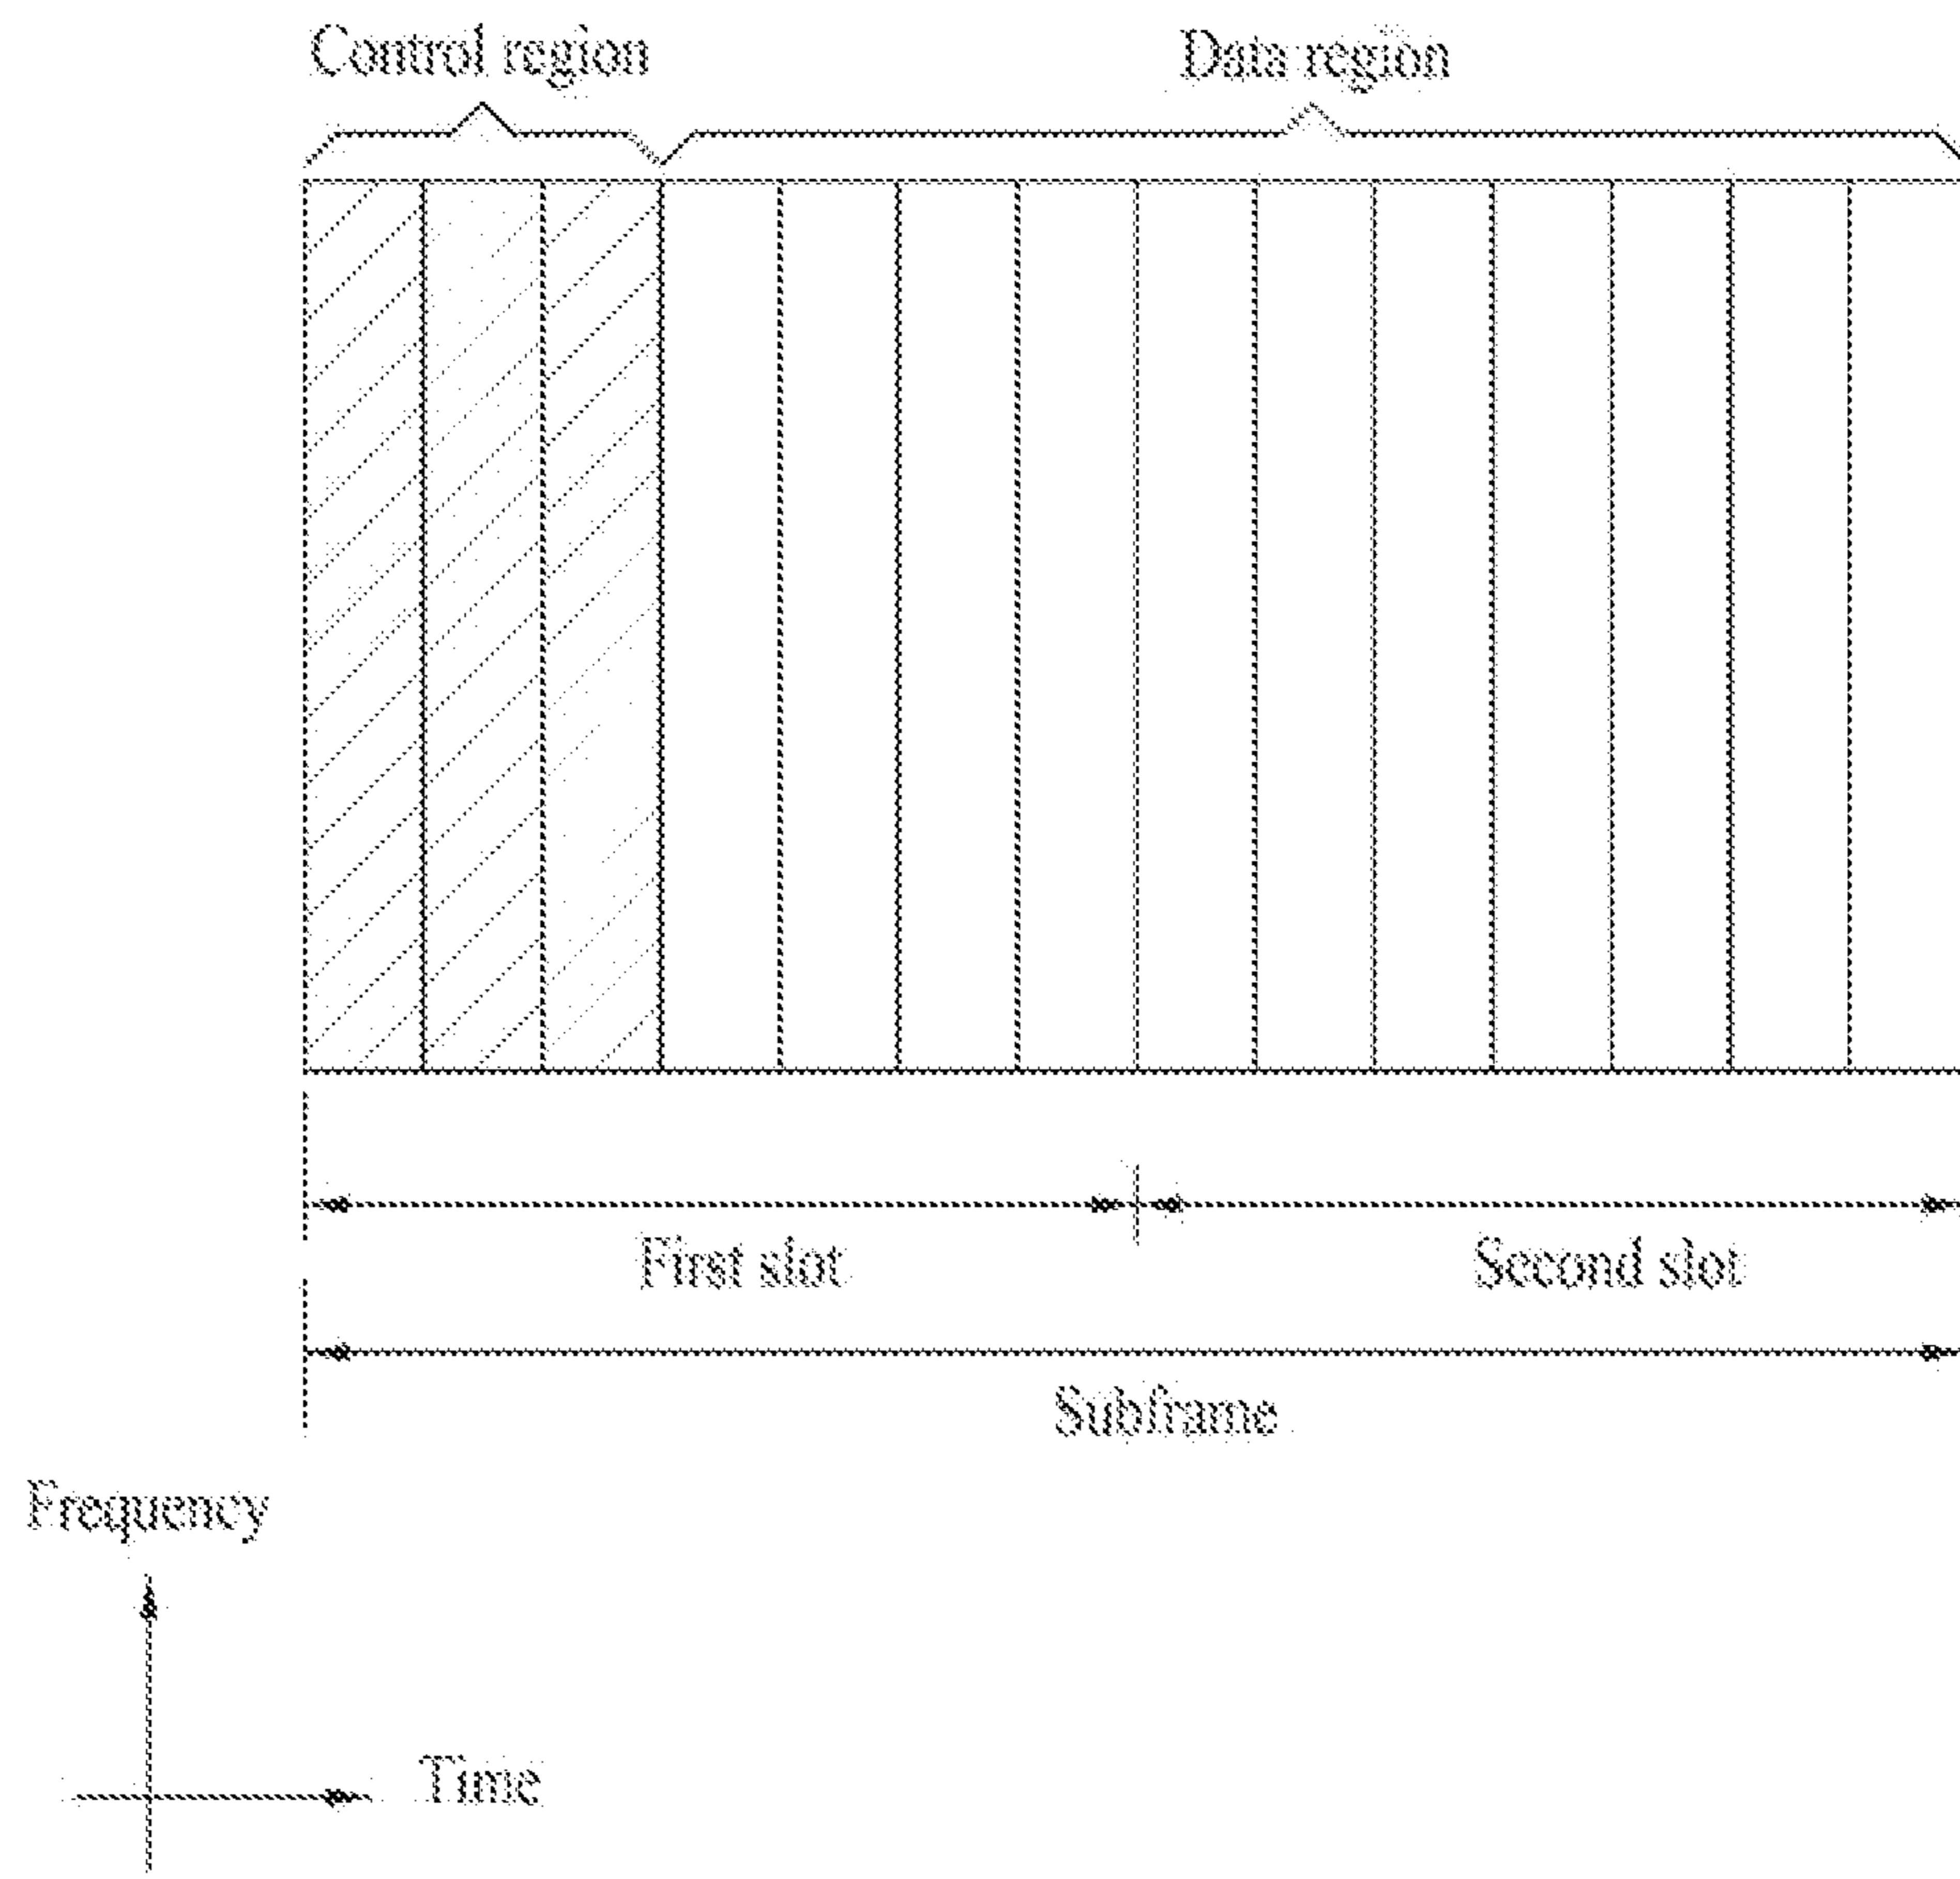 Control region
Data region
First slot
Second slot
Subframe
Frequency
Time